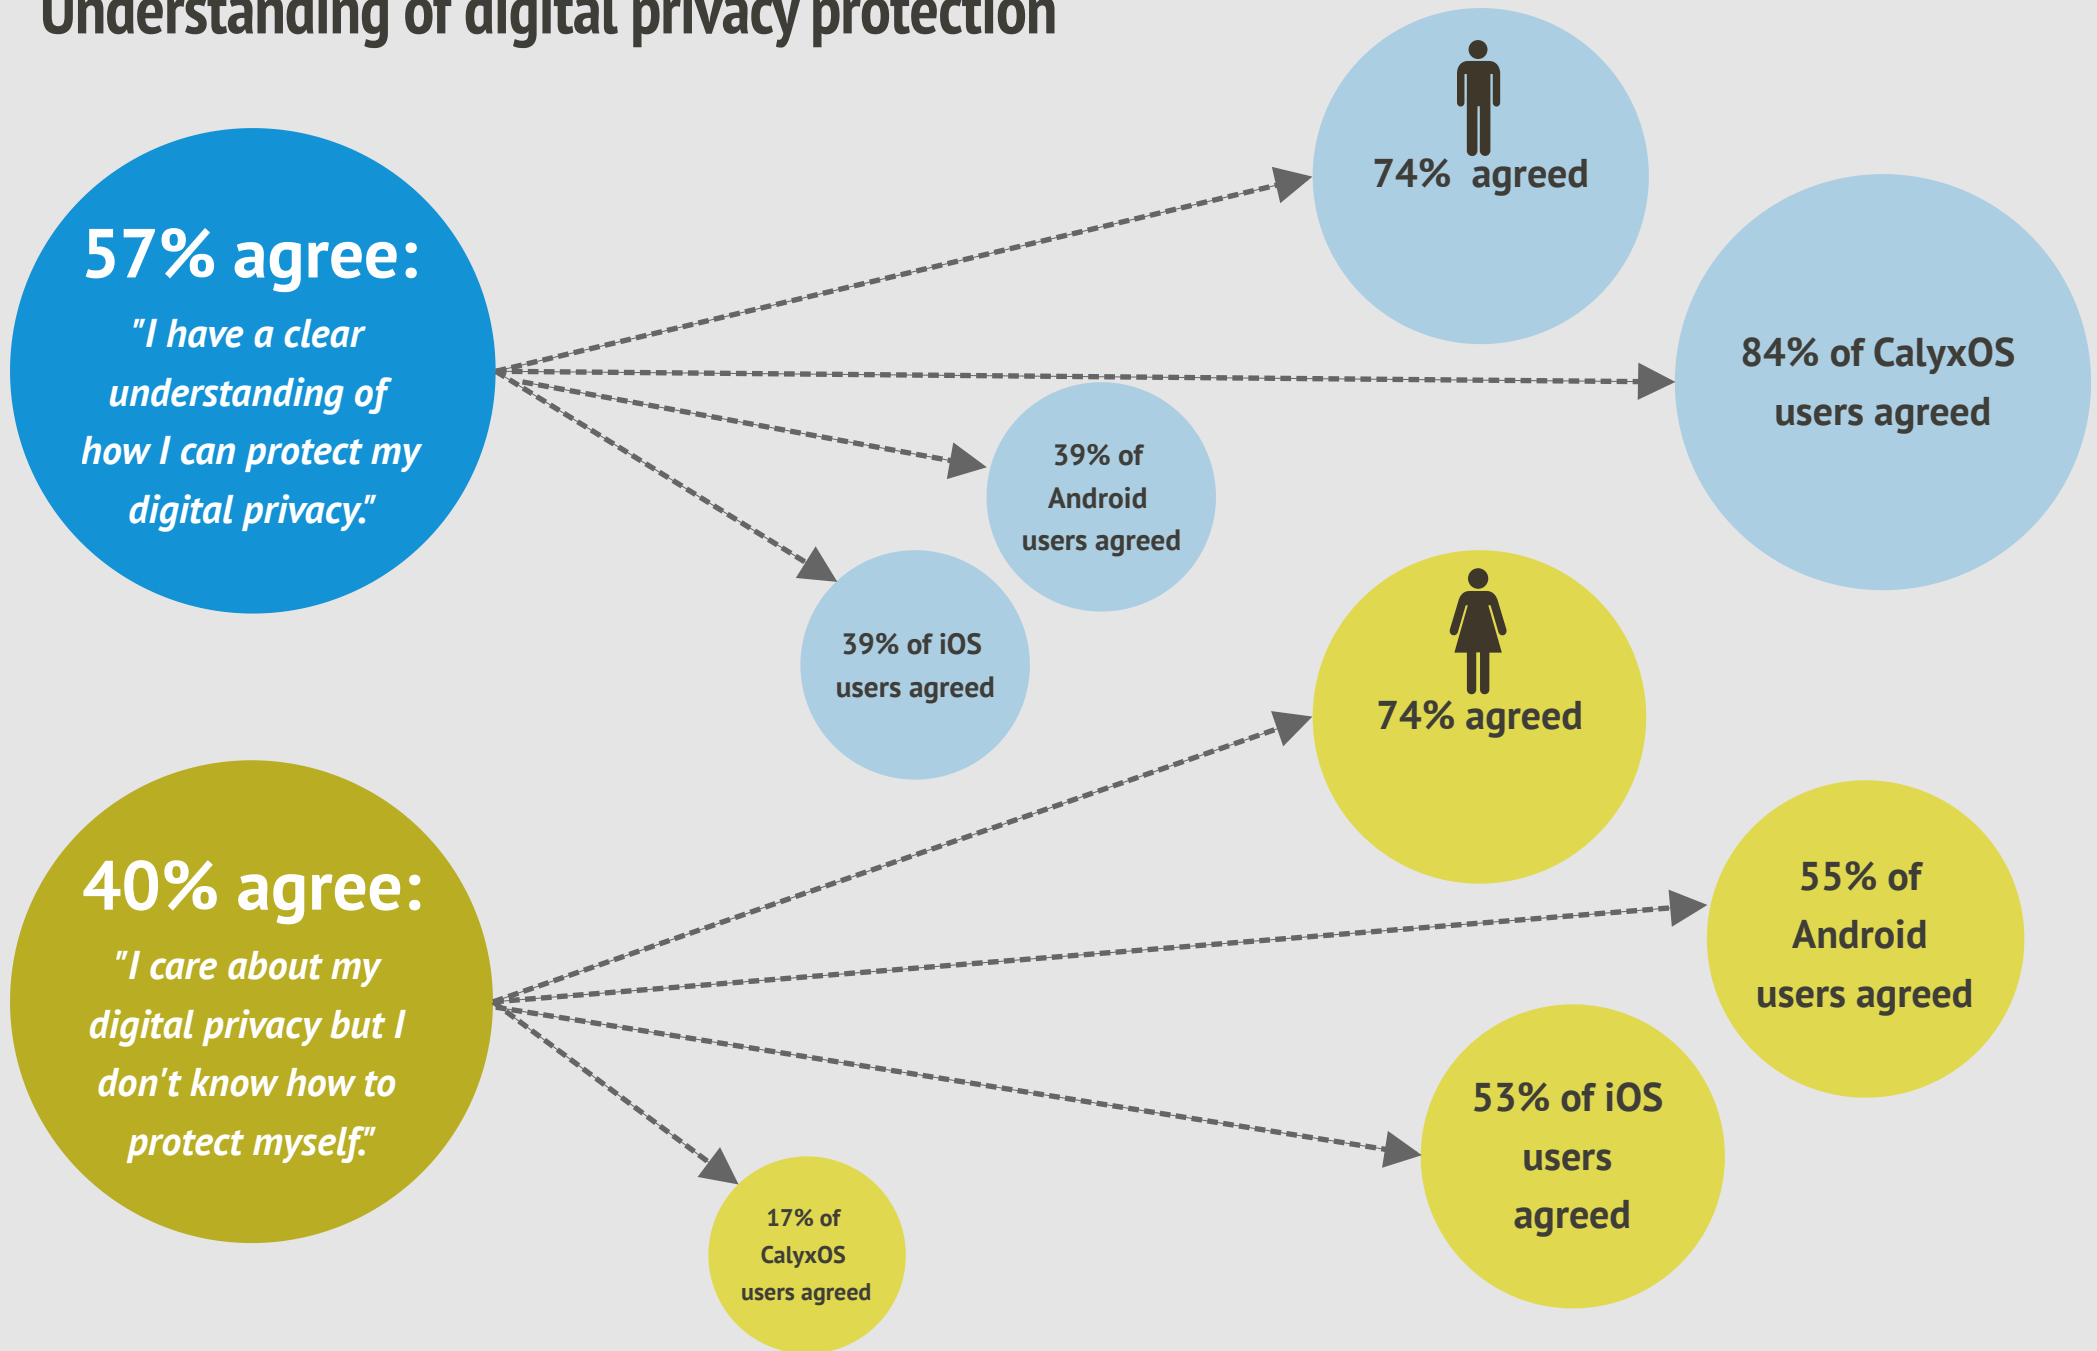 Understanding of digital privacy protection
57% agree:
"I have a clear
understanding of
how I can protect my
digital privacy."
74% agreed
84% of CalyxOS
users agreed
39% of
Android
users agreed
39% of iOS
users agreed
40% agree:
"I care about my
digital privacy but I
don't know how to
protect myself."
74% agreed
55% of
Android
users agreed
53% of iOS
users
agreed
17% of
CalyxOS
users agreed